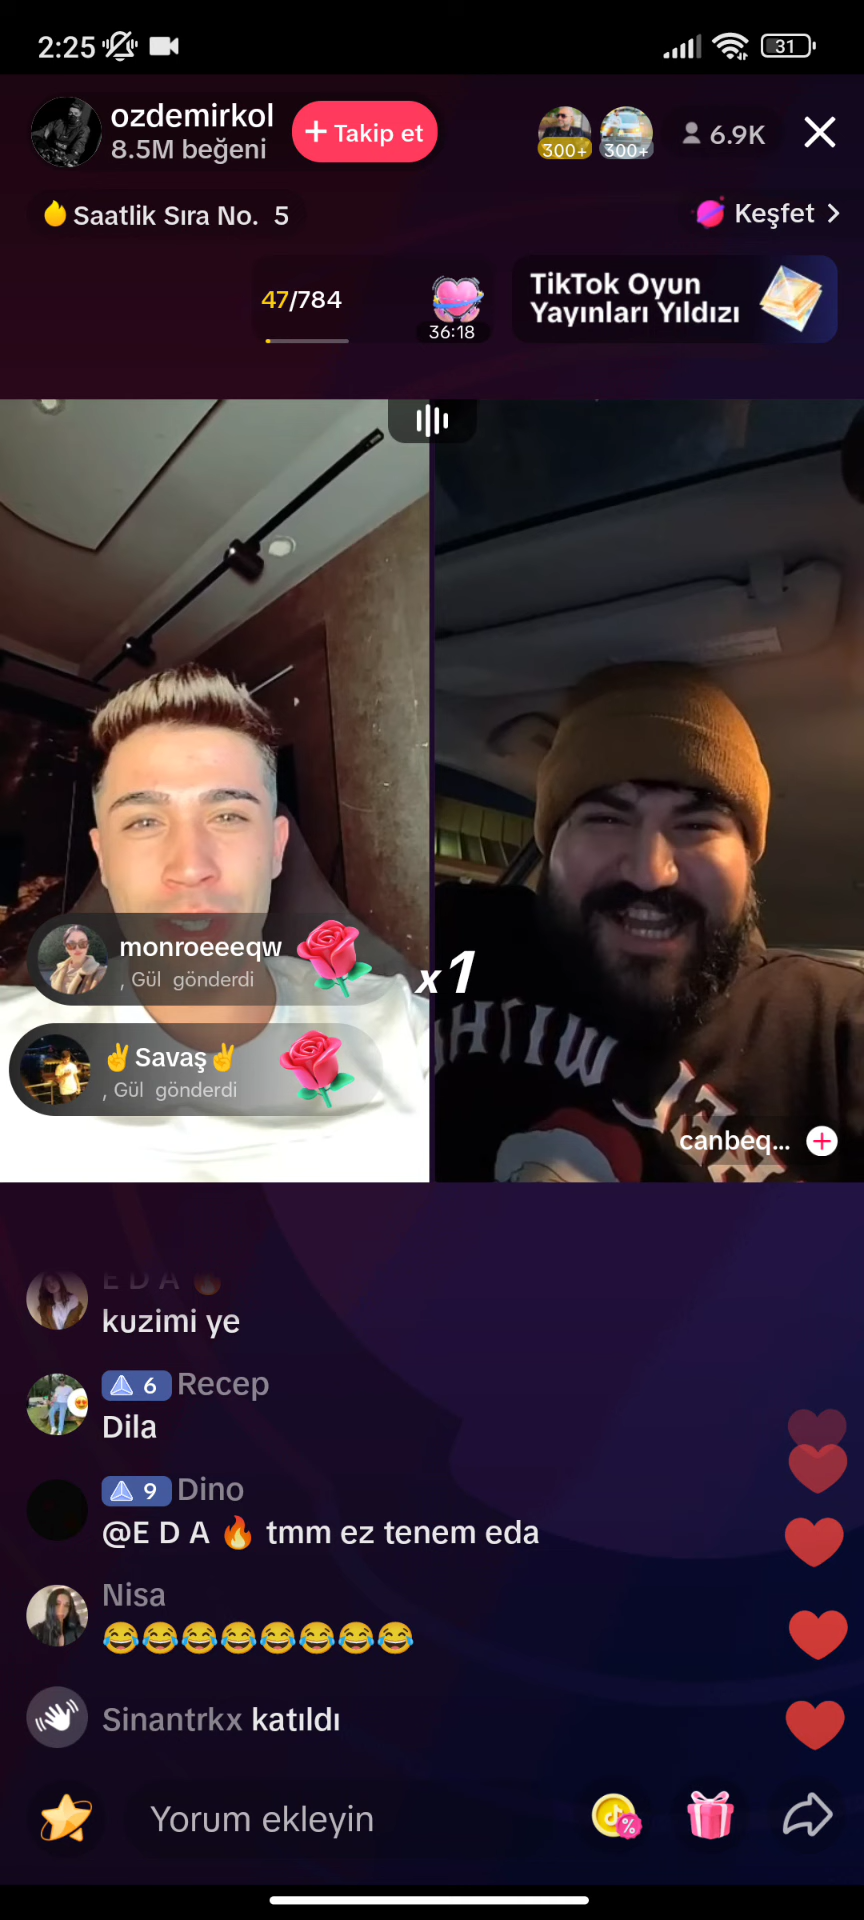 2:25
31
ozdemirkol
8.5M beğeni
+ Takip et
300+
300+
6.9K
Saatlik Sıra No. 5
Keşfet >
47/784
36:18
TikTok Oyun
Yayınları Yıldızı
monroeeeqw
, Gül gönderdi
x1
✌Savaş✌
, Gül gönderdi
WITH
canbeq...
E D A 🔥
kuzimi ye
6 Recep
Dila
9 Dino
@E D A 🔥 tmm ez tenem eda
Nisa
😂😂😂😂😂😂😂😂
Sinantrkx katıldı
Yorum ekleyin